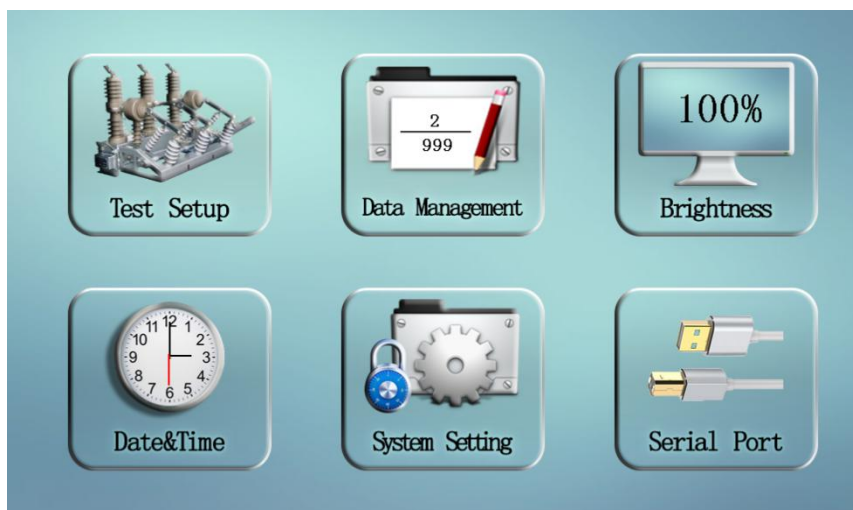 2
999
100%
Test Setup
Data Management
Brightness
12
11
1
10
2
9
3
8
4
7
5
6
Date&Time
System Setting
Serial Port